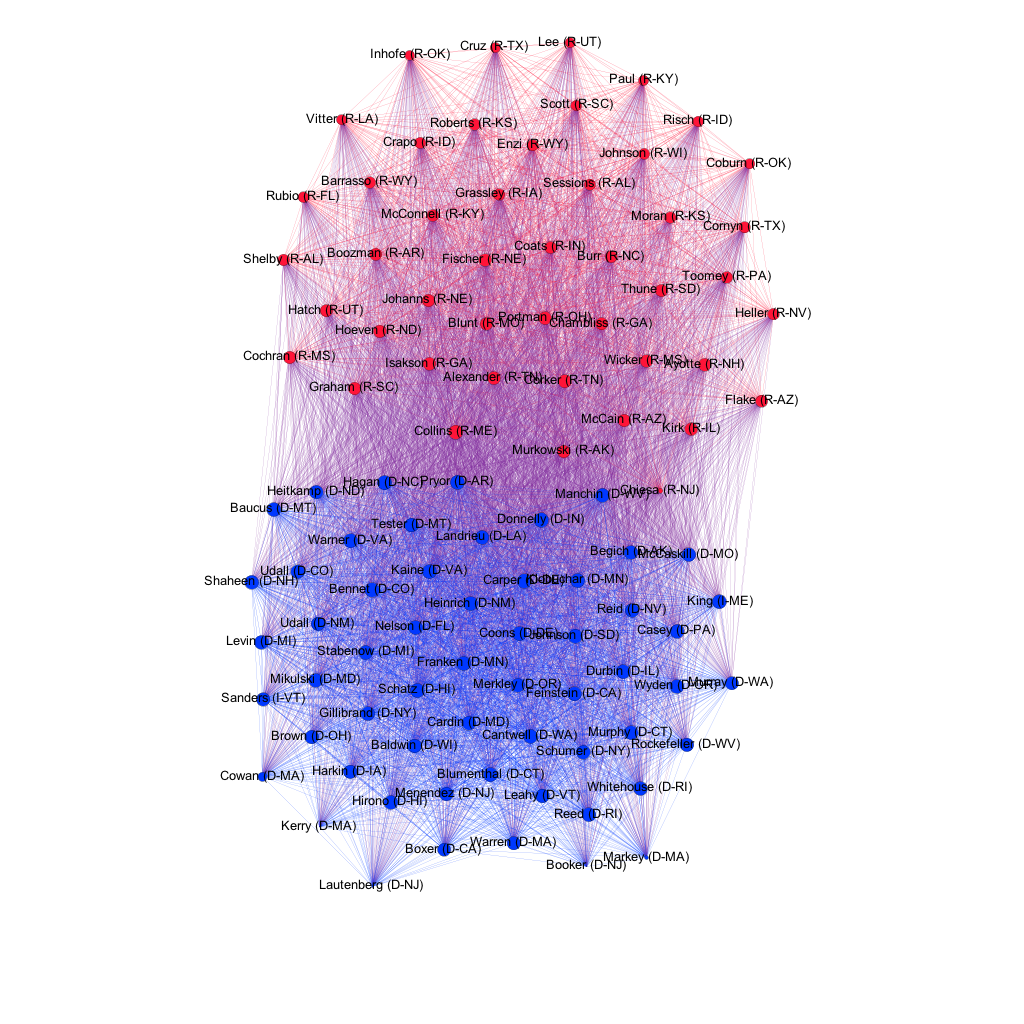 Lee (R-UT)
Cruz (R-TX)
Inhofe (R-OK)
Paul (R-KY)
Scott (R-SC)
Vitter (R-LA)
Roberts (R-KS)
Risch (R-ID)
Crapo (R-ID)
Enzi (R-WY)
Johnson (R-WI)
Coburn (R-OK)
Barrasso (R-WY)
Sessions (R-AL)
Rubio (R-FL)
Grassley (R-IA)
McConnell (R-KY)
Moran (R-KS)
Cornyn (R-TX)
Coats (R-IN)
Shelby (R-AL)
Boozman (R-AR)
Fischer (R-NE)
Burr (R-NC)
Toomey (R-PA)
Thune (R-SD)
Johanns (R-NE)
Hatch (R-UT)
Heller (R-NV)
Portman (R-OH)
Hoeven (R-ND)
Blunt (R-MO)
Chambliss (R-GA)
Cochran (R-MS)
Isakson (R-GA)
Wicker (R-MS)
Ayotte (R-NH)
Graham (R-SC)
Alexander (R-TN)
Corker (R-TN)
Flake (R-AZ)
McCain (R-AZ)
Collins (R-ME)
Kirk (R-IL)
Murkowski (R-AK)
Heitkamp (D-ND)
Hagan (D-NC)
Pryor (D-AR)
Manchin (D-WV)
Chiesa (R-NJ)
Baucus (D-MT)
Tester (D-MT)
Donnelly (D-IN)
Warner (D-VA)
Landrieu (D-LA)
Begich (D-AK)
McCaskill (D-MO)
Udall (D-CO)
Kaine (D-VA)
Shaheen (D-NH)
Bennet (D-CO)
Carper (D-DE)
Klobuchar (D-MN)
Heinrich (D-NM)
Reid (D-NV)
King (I-ME)
Udall (D-NM)
Nelson (D-FL)
Coons (D-DE)
Johnson (D-SD)
Casey (D-PA)
Levin (D-MI)
Stabenow (D-MI)
Franken (D-MN)
Durbin (D-IL)
Mikulski (D-MD)
Schatz (D-HI)
Merkley (D-OR)
Feinstein (D-CA)
Wyden (D-OR)
Murray (D-WA)
Sanders (I-VT)
Gillibrand (D-NY)
Cardin (D-MD)
Brown (D-OH)
Baldwin (D-WI)
Cantwell (D-WA)
Murphy (D-CT)
Schumer (D-NY)
Rockefeller (D-WV)
Cowan (D-MA)
Harkin (D-IA)
Blumenthal (D-CT)
Hirono (D-HI)
Menendez (D-NJ)
Leahy (D-VT)
Whitehouse (D-RI)
Reed (D-RI)
Kerry (D-MA)
Boxer (D-CA)
Warren (D-MA)
Booker (D-NJ)
Markey (D-MA)
Lautenberg (D-NJ)